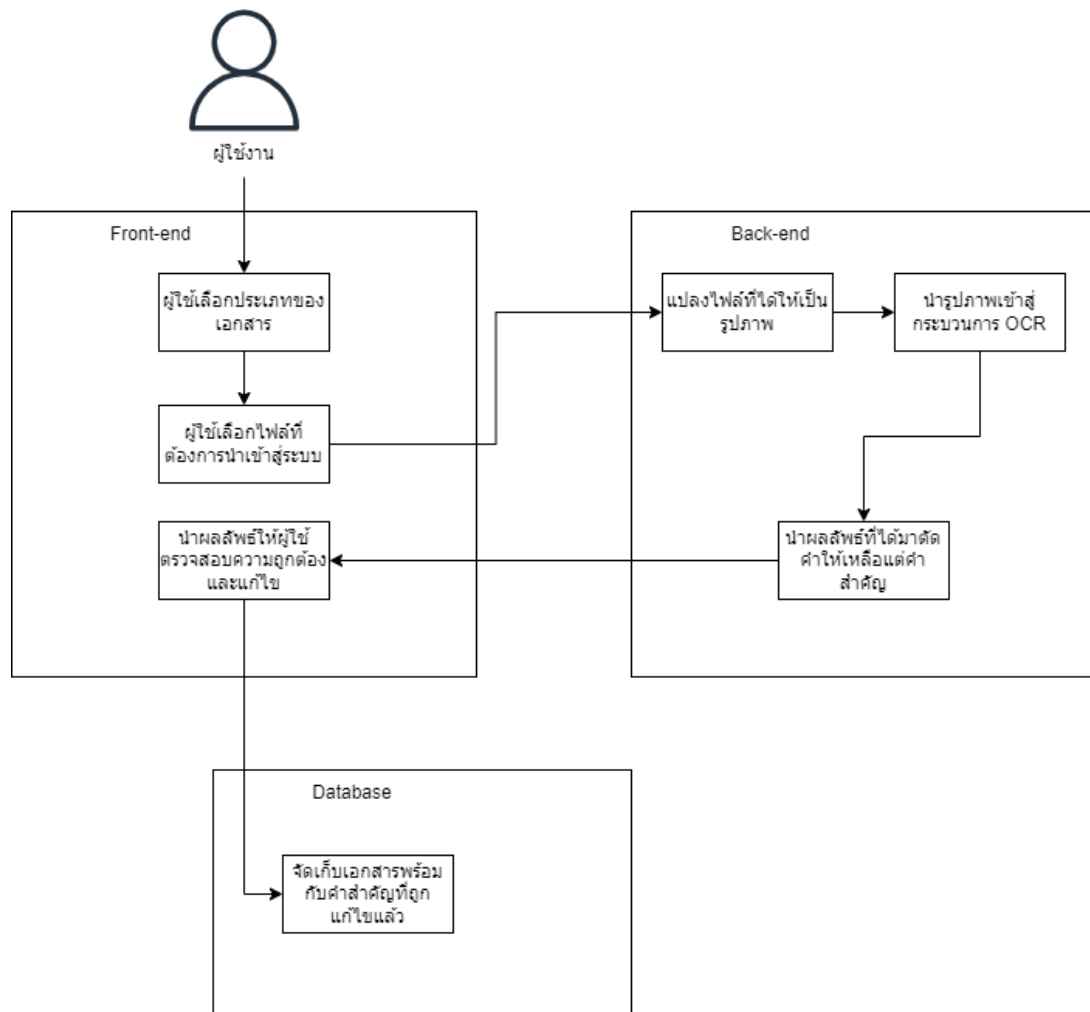 ผู้ใช้งาน
Front-end
ผู้ใช้เลือกประเภทของ
เอกสาร
ผู้ใช้เลือกไฟล์ที่
ต้องการนำเข้าสู่ระบบ
นำผลลัพธ์ให้ผู้ใช้
ตรวจสอบความถูกต้อง
และแก้ไข
Back-end
แปลงไฟล์ที่ได้ให้เป็น
รูปภาพ
นำรูปภาพเข้าสู่
กระบวนการ OCR
นำผลลัพธ์ที่ได้มาตัด
คำให้เหลือแต่คำ
สำคัญ
Database
จัดเก็บเอกสารพร้อม
กับคำสำคัญที่ถูก
แก้ไขแล้ว